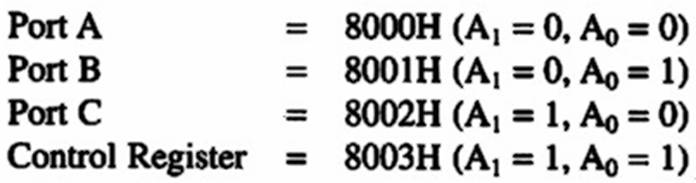 Port A = 8000H (A₁ = 0, A₀ = 0)
Port B = 8001H (A₁ = 0, A₀ = 1)
Port C = 8002H (A₁ = 1, A₀ = 0)
Control Register = 8003H (A₁ = 1, A₀ = 1)